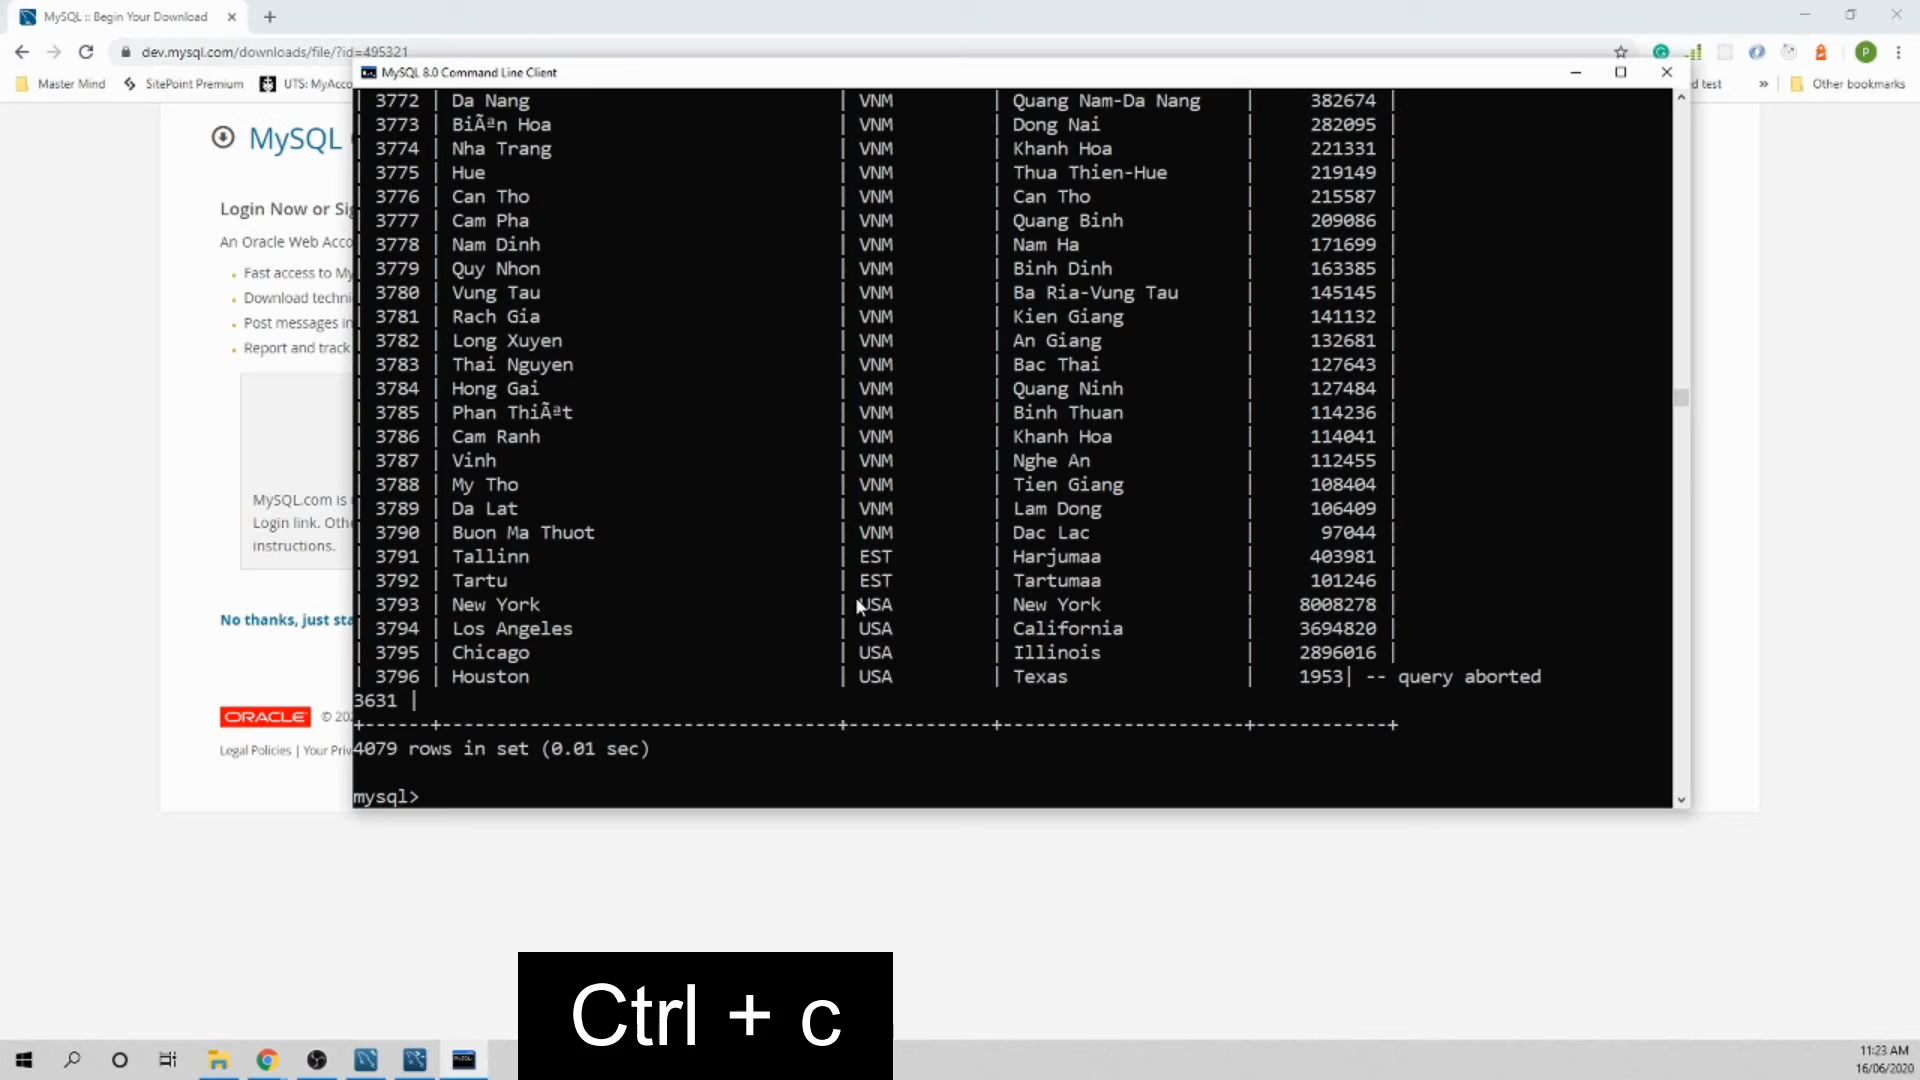 MySQL :: Begin Your Download
dev.mysql.com/downloads/file/?id=495321
P
Master Mind
SitePoint Premium
UTS: MyAcco
d test
»
Other bookmarks
MySQL 8.0 Command Line Client
MySQL
Login Now or Sig
An Oracle Web Acco
Fast access to My
Download techni
Post messages in
Report and track
MySQL.com is
Login link. Othe
instructions.
No thanks, just sta
ORACLE © 202
Legal Policies | Your Priv
| 3772 | Da Nang | VNM | Quang Nam-Da Nang | 382674 |
| 3773 | BiÃªn Hoa | VNM | Dong Nai | 282095 |
| 3774 | Nha Trang | VNM | Khanh Hoa | 221331 |
| 3775 | Hue | VNM | Thua Thien-Hue | 219149 |
| 3776 | Can Tho | VNM | Can Tho | 215587 |
| 3777 | Cam Pha | VNM | Quang Binh | 209086 |
| 3778 | Nam Dinh | VNM | Nam Ha | 171699 |
| 3779 | Quy Nhon | VNM | Binh Dinh | 163385 |
| 3780 | Vung Tau | VNM | Ba Ria-Vung Tau | 145145 |
| 3781 | Rach Gia | VNM | Kien Giang | 141132 |
| 3782 | Long Xuyen | VNM | An Giang | 132681 |
| 3783 | Thai Nguyen | VNM | Bac Thai | 127643 |
| 3784 | Hong Gai | VNM | Quang Ninh | 127484 |
| 3785 | Phan ThiÃªt | VNM | Binh Thuan | 114236 |
| 3786 | Cam Ranh | VNM | Khanh Hoa | 114041 |
| 3787 | Vinh | VNM | Nghe An | 112455 |
| 3788 | My Tho | VNM | Tien Giang | 108404 |
| 3789 | Da Lat | VNM | Lam Dong | 106409 |
| 3790 | Buon Ma Thuot | VNM | Dac Lac | 97044 |
| 3791 | Tallinn | EST | Harjumaa | 403981 |
| 3792 | Tartu | EST | Tartumaa | 101246 |
| 3793 | New York | USA | New York | 8008278 |
| 3794 | Los Angeles | USA | California | 3694820 |
| 3795 | Chicago | USA | Illinois | 2896016 |
| 3796 | Houston | USA | Texas | 1953| -- query aborted
3631 |
+------+-------------------------------------+--------------+-----------------------+------------+
4079 rows in set (0.01 sec)
mysql>
Ctrl + c
11:23 AM
16/06/2020